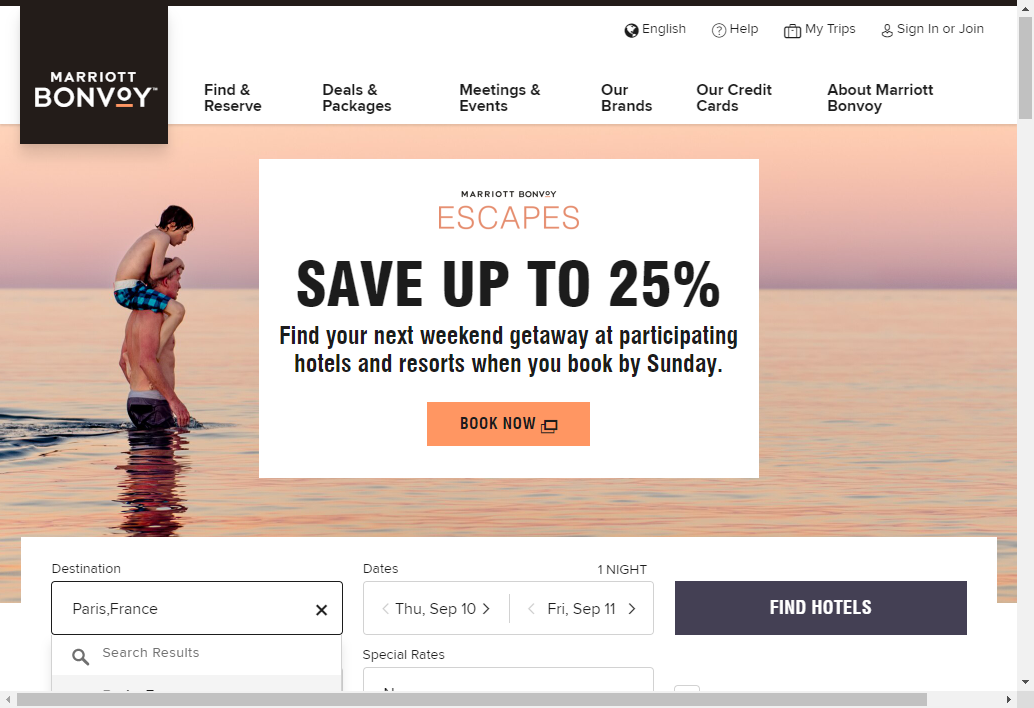 English
Help
My Trips
Sign In or Join
MARRIOTT
BONVOY™
Find &
Reserve
Deals &
Packages
Meetings &
Events
Our
Brands
Our Credit
Cards
About Marriott
Bonvoy
MARRIOTT BONVOY
ESCAPES
SAVE UP TO 25%
Find your next weekend getaway at participating
hotels and resorts when you book by Sunday.
BOOK NOW
Destination
Dates
1 NIGHT
Paris,France
Thu, Sep 10
Fri, Sep 11
FIND HOTELS
Search Results
Special Rates